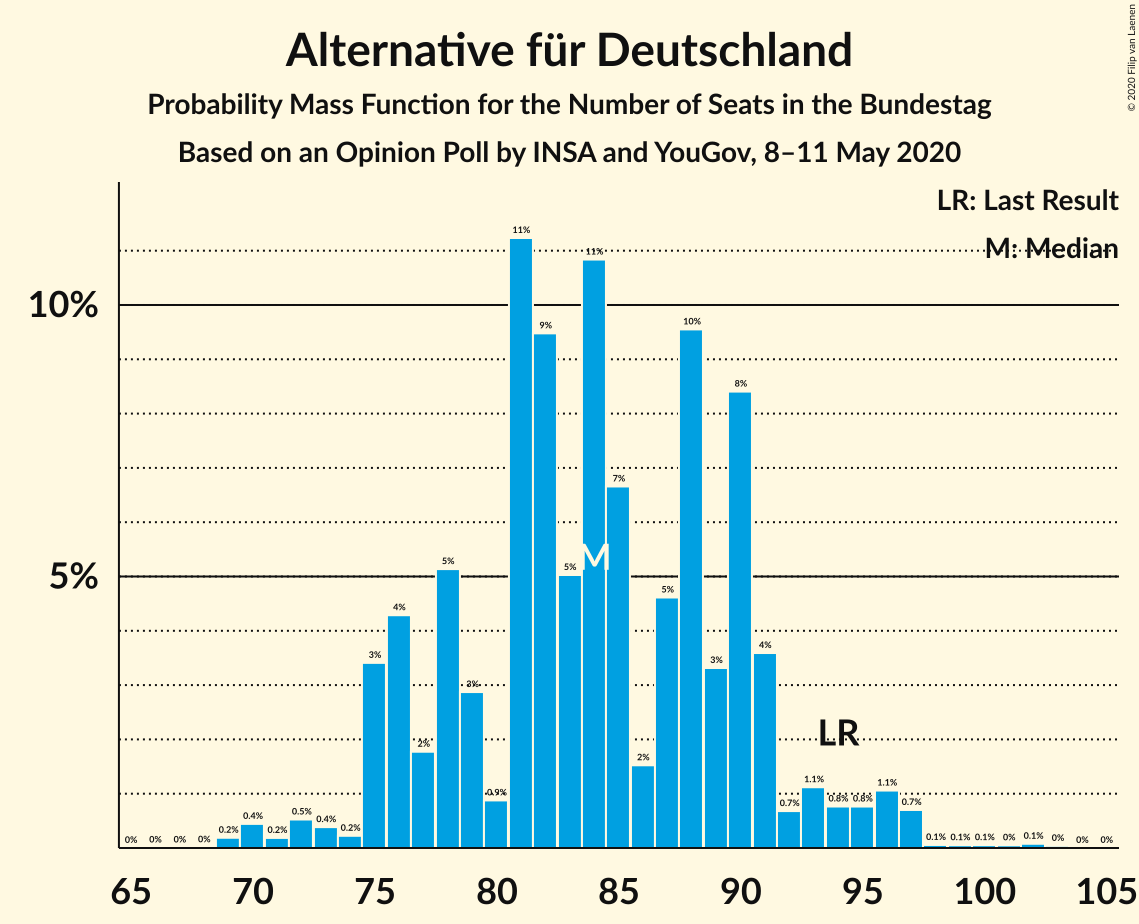 Alternative für Deutschland
Probability Mass Function for the Number of Seats in the Bundestag
Based on an Opinion Poll by INSA and YouGov, 8–11 May 2020
© 2020 Filip van Laenen
LR: Last Result
M: Median
10%
5%
0% 0% 0% 0% 0.2% 0.4% 0.2% 0.5% 0.4% 0.2% 3% 4% 2% 5% 3% 0.9% 11% 9% 5% 11% 7% 2% 5% 10% 3% 8% 4% 0.7% 1.1% 0.8% 0.8% 1.1% 0.7% 0.1% 0.1% 0.1% 0% 0.1% 0% 0% 0%
M
LR
65 70 75 80 85 90 95 100 105